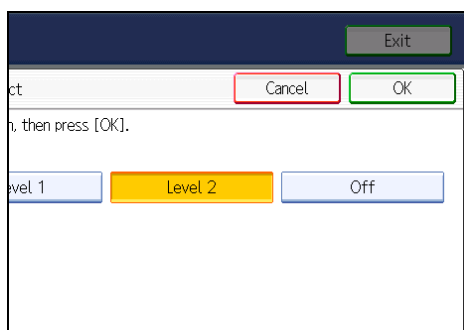 Exit
ct Cancel OK
n, then press [OK].
evel 1 Level 2 Off